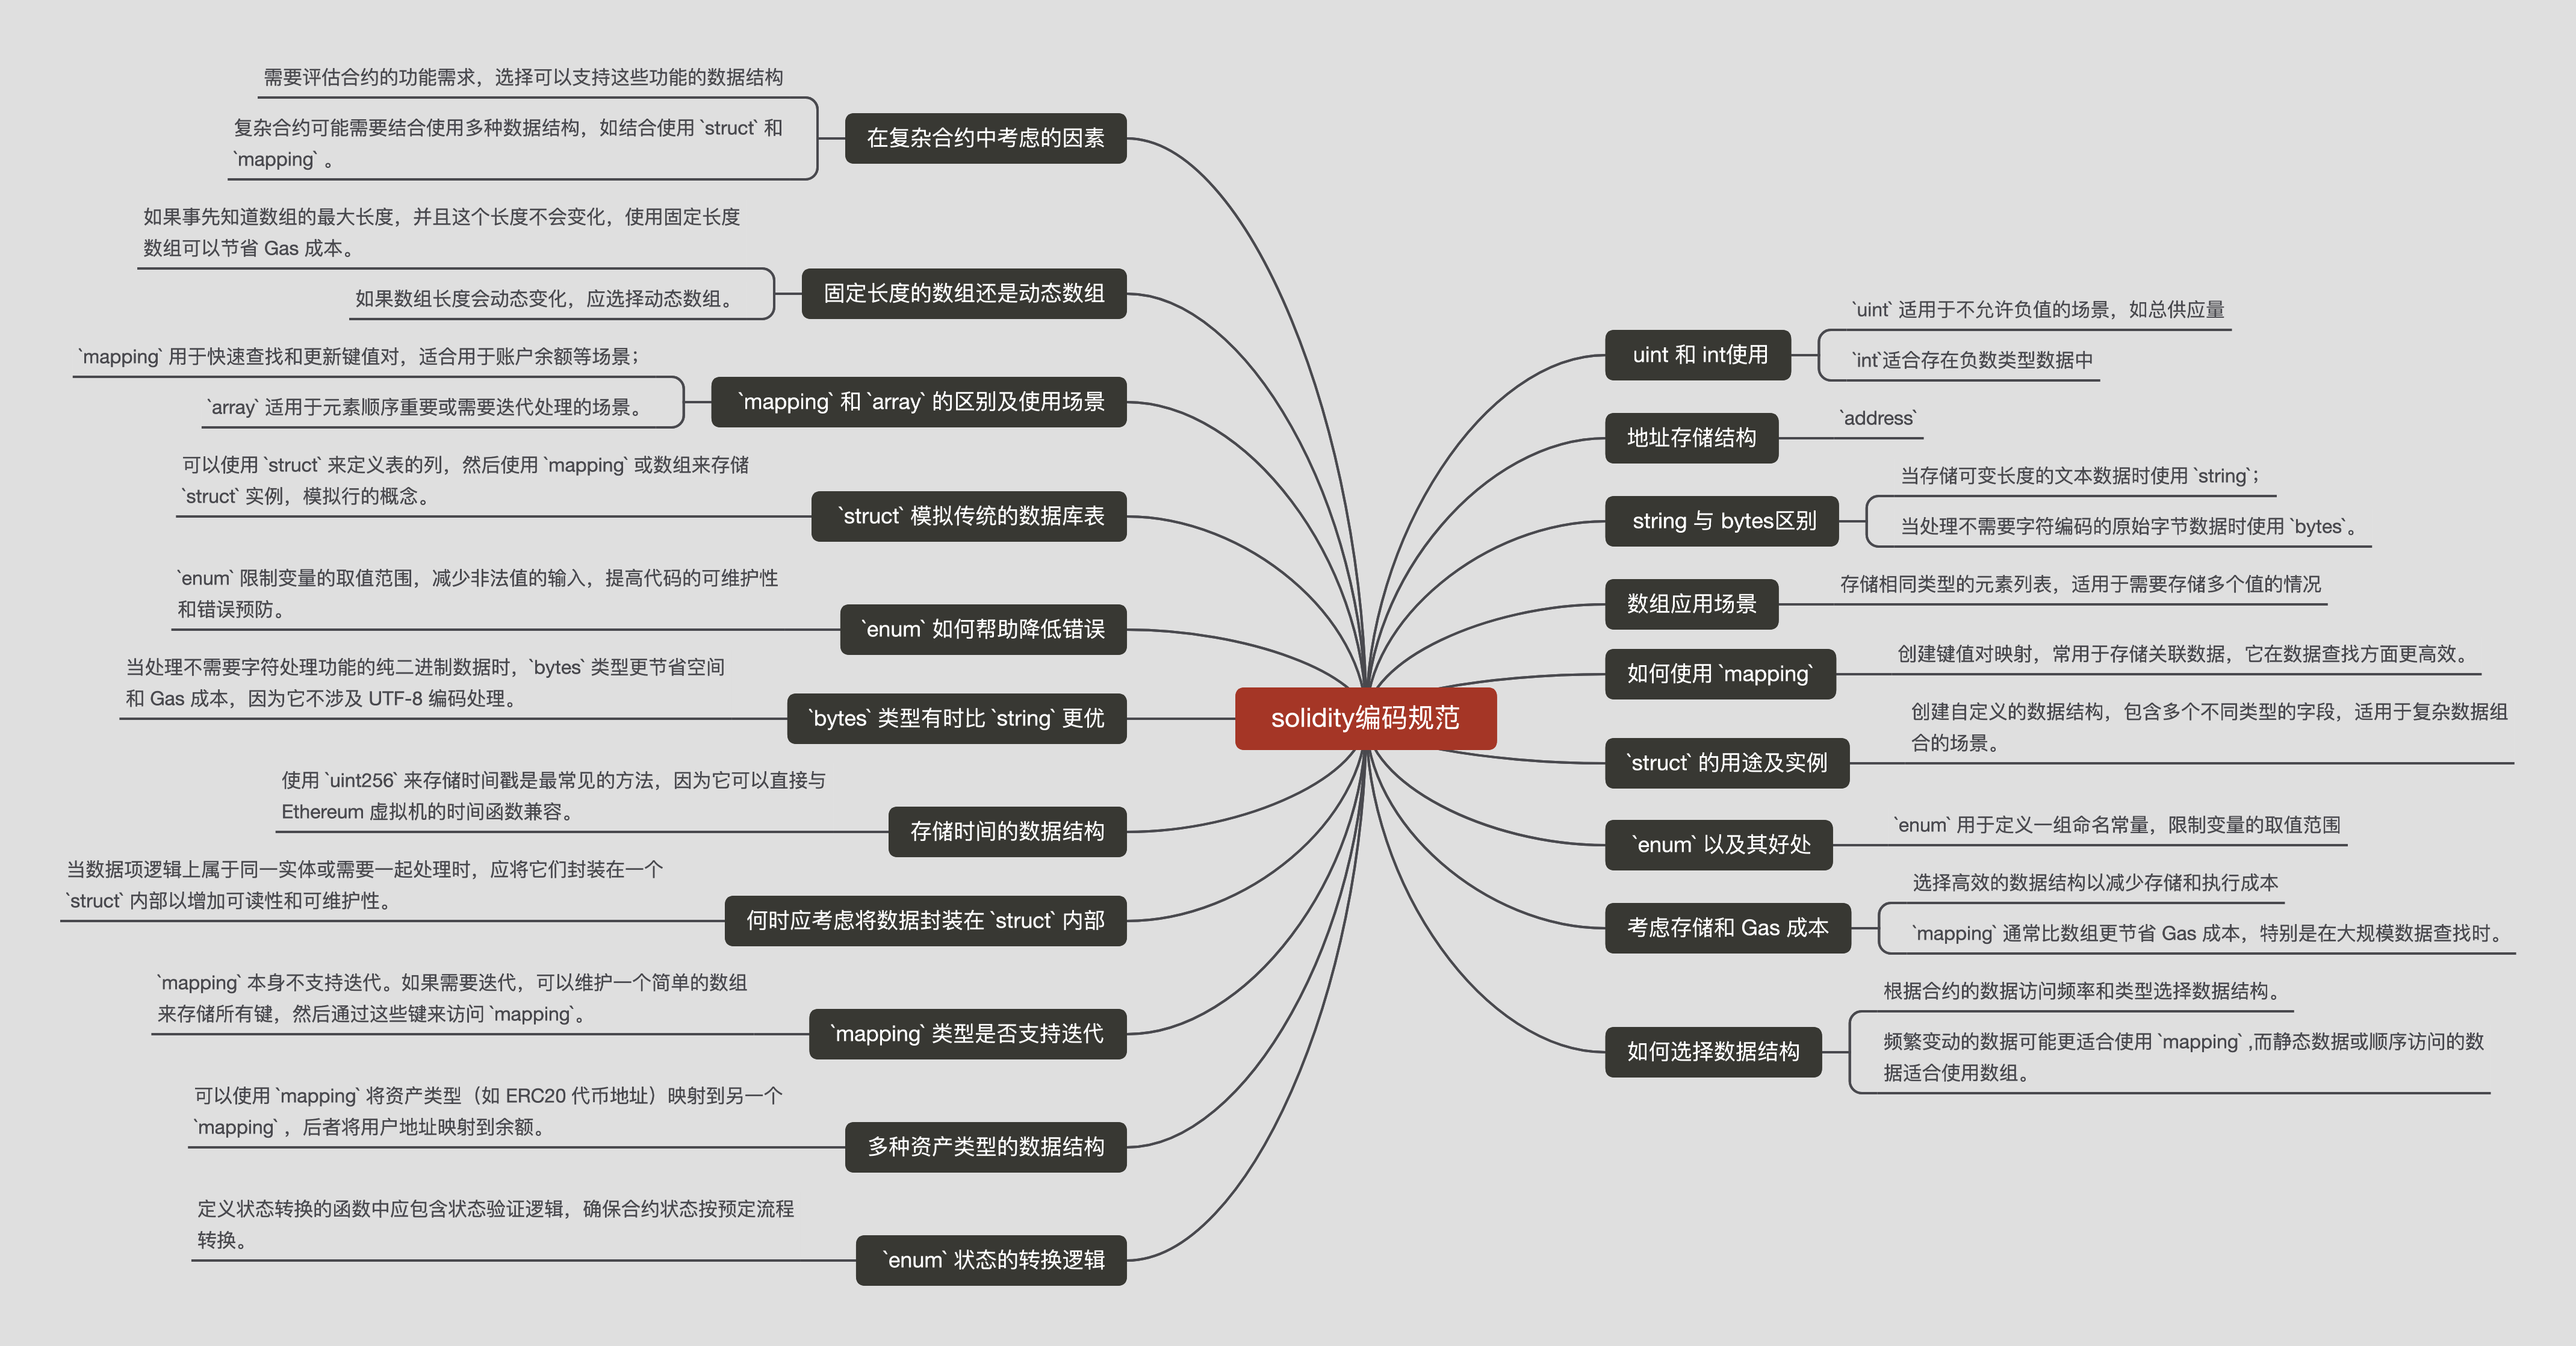 solidity编码规范
uint 和 int使用
`uint` 适用于不允许负值的场景，如总供应量
`int`适合存在负数类型数据中
地址存储结构
`address`
string 与 bytes区别
当存储可变长度的文本数据时使用 `string`；
当处理不需要字符编码的原始字节数据时使用 `bytes`。
数组应用场景
存储相同类型的元素列表，适用于需要存储多个值的情况
如何使用 `mapping`
创建键值对映射，常用于存储关联数据，它在数据查找方面更高效。
`struct` 的用途及实例
创建自定义的数据结构，包含多个不同类型的字段，适用于复杂数据组
合的场景。
`enum` 以及其好处
`enum` 用于定义一组命名常量，限制变量的取值范围
考虑存储和 Gas 成本
选择高效的数据结构以减少存储和执行成本
`mapping` 通常比数组更节省 Gas 成本，特别是在大规模数据查找时。
如何选择数据结构
根据合约的数据访问频率和类型选择数据结构。
频繁变动的数据可能更适合使用 `mapping` ,而静态数据或顺序访问的数
据适合使用数组。
在复杂合约中考虑的因素
需要评估合约的功能需求，选择可以支持这些功能的数据结构
复杂合约可能需要结合使用多种数据结构，如结合使用 `struct` 和
`mapping` 。
固定长度的数组还是动态数组
如果事先知道数组的最大长度，并且这个长度不会变化，使用固定长度
数组可以节省 Gas 成本。
如果数组长度会动态变化，应选择动态数组。
`mapping` 和 `array` 的区别及使用场景
`mapping` 用于快速查找和更新键值对，适合用于账户余额等场景；
`array` 适用于元素顺序重要或需要迭代处理的场景。
`struct` 模拟传统的数据库表
可以使用 `struct` 来定义表的列，然后使用 `mapping` 或数组来存储
`struct` 实例，模拟行的概念。
`enum` 如何帮助降低错误
`enum` 限制变量的取值范围，减少非法值的输入，提高代码的可维护性
和错误预防。
`bytes` 类型有时比 `string` 更优
当处理不需要字符处理功能的纯二进制数据时，`bytes` 类型更节省空间
和 Gas 成本，因为它不涉及 UTF-8 编码处理。
存储时间的数据结构
使用 `uint256` 来存储时间戳是最常见的方法，因为它可以直接与
Ethereum 虚拟机的时间函数兼容。
何时应考虑将数据封装在 `struct` 内部
当数据项逻辑上属于同一实体或需要一起处理时，应将它们封装在一个
`struct` 内部以增加可读性和可维护性。
`mapping` 类型是否支持迭代
`mapping` 本身不支持迭代。如果需要迭代，可以维护一个简单的数组
来存储所有键，然后通过这些键来访问 `mapping`。
多种资产类型的数据结构
可以使用 `mapping` 将资产类型（如 ERC20 代币地址）映射到另一个
`mapping` ，后者将用户地址映射到余额。
`enum` 状态的转换逻辑
定义状态转换的函数中应包含状态验证逻辑，确保合约状态按预定流程
转换。